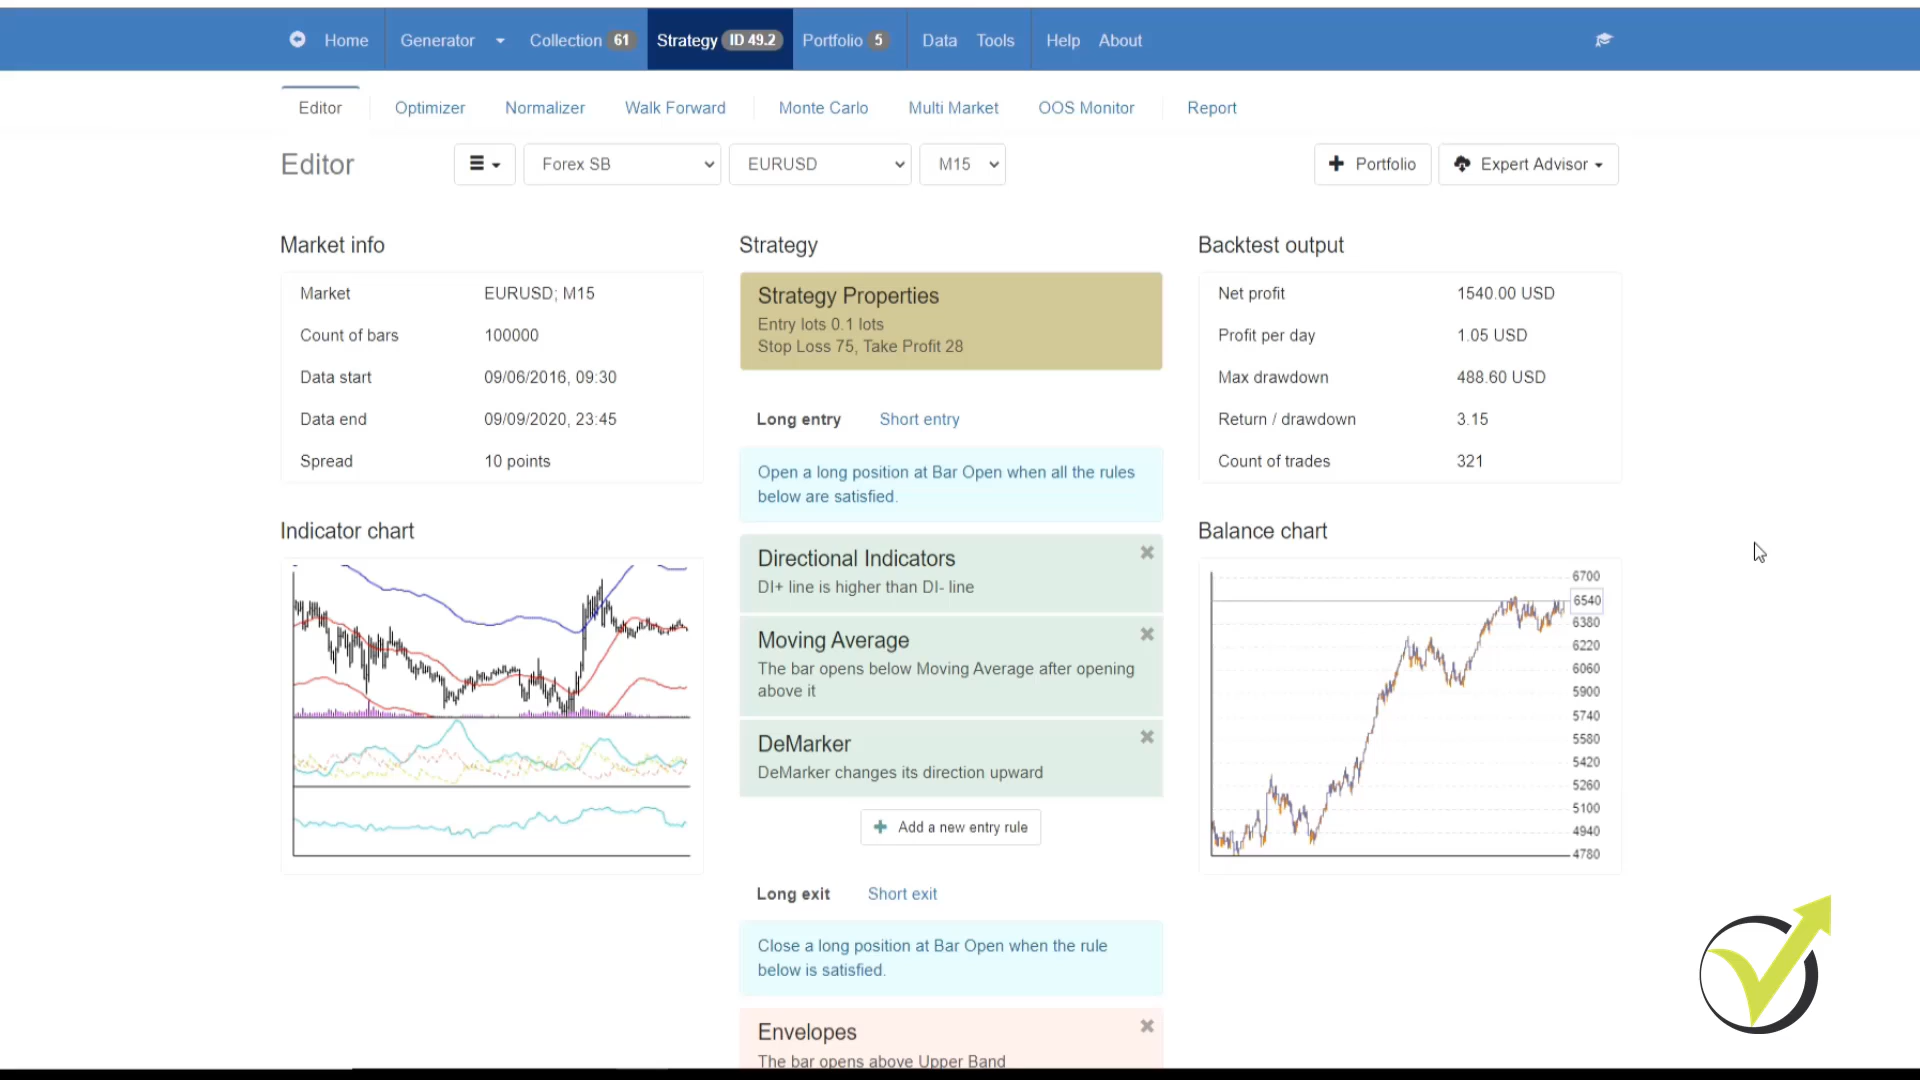 Home Generator Collection 61 Strategy ID 49.2 Portfolio 5 Data Tools Help About
Editor Optimizer Normalizer Walk Forward Monte Carlo Multi Market OOS Monitor Report
Editor Forex SB EURUSD M15 Portfolio Expert Advisor
Market info
Market EURUSD; M15
Count of bars 100000
Data start 09/06/2016, 09:30
Data end 09/09/2020, 23:45
Spread 10 points
Indicator chart
Strategy
Strategy Properties
Entry lots 0.1 lots
Stop Loss 75, Take Profit 28
Long entry Short entry
Open a long position at Bar Open when all the rules
below are satisfied.
Directional Indicators
DI+ line is higher than DI- line
Moving Average
The bar opens below Moving Average after opening
above it
DeMarker
DeMarker changes its direction upward
Add a new entry rule
Long exit Short exit
Close a long position at Bar Open when the rule
below is satisfied.
Envelopes
The bar opens above Upper Band
Backtest output
Net profit 1540.00 USD
Profit per day 1.05 USD
Max drawdown 488.60 USD
Return / drawdown 3.15
Count of trades 321
Balance chart
6700
6540
6380
6220
6060
5900
5740
5580
5420
5260
5100
4940
4780